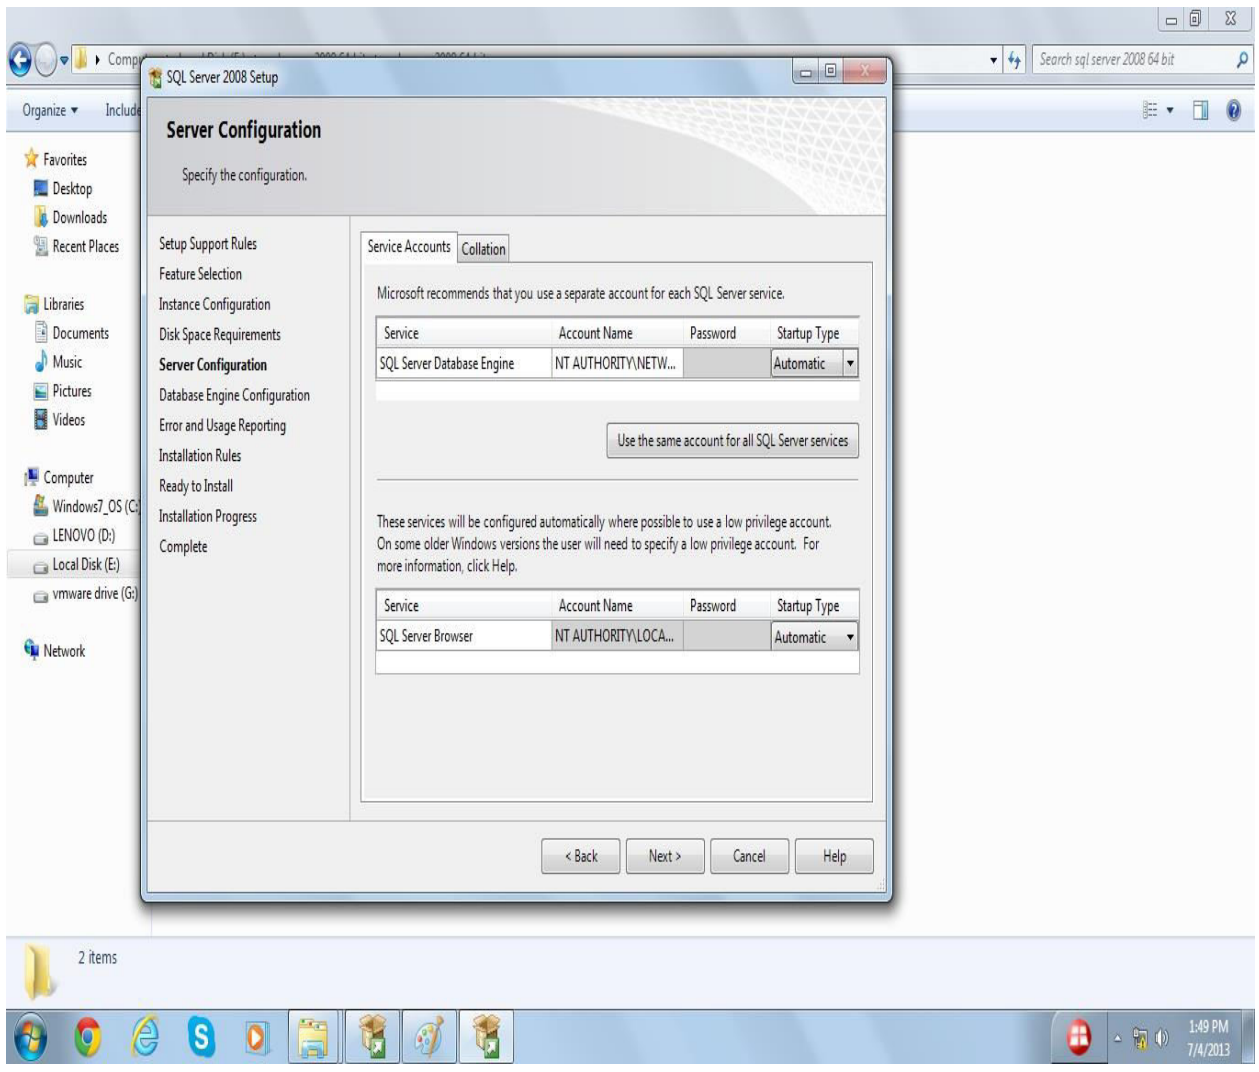 Search sql server 2008 64 bit
SQL Server 2008 Setup
Organize
Include
Server Configuration
Specify the configuration.
Favorites
Desktop
Downloads
Recent Places
Libraries
Documents
Music
Pictures
Videos
Computer
Windows7_OS (C:
LENOVO (D:)
Local Disk (E:)
vmware drive (G:)
Network
Setup Support Rules
Feature Selection
Instance Configuration
Disk Space Requirements
Server Configuration
Database Engine Configuration
Error and Usage Reporting
Installation Rules
Ready to Install
Installation Progress
Complete
Service Accounts Collation
Microsoft recommends that you use a separate account for each SQL Server service.
Service Account Name Password Startup Type
SQL Server Database Engine NT AUTHORITY\NETW... Automatic
Use the same account for all SQL Server services
These services will be configured automatically where possible to use a low privilege account.
On some older Windows versions the user will need to specify a low privilege account. For
more information, click Help.
Service Account Name Password Startup Type
SQL Server Browser NT AUTHORITY\LOCA... Automatic
< Back Next > Cancel Help
2 items
1:49 PM
7/4/2013